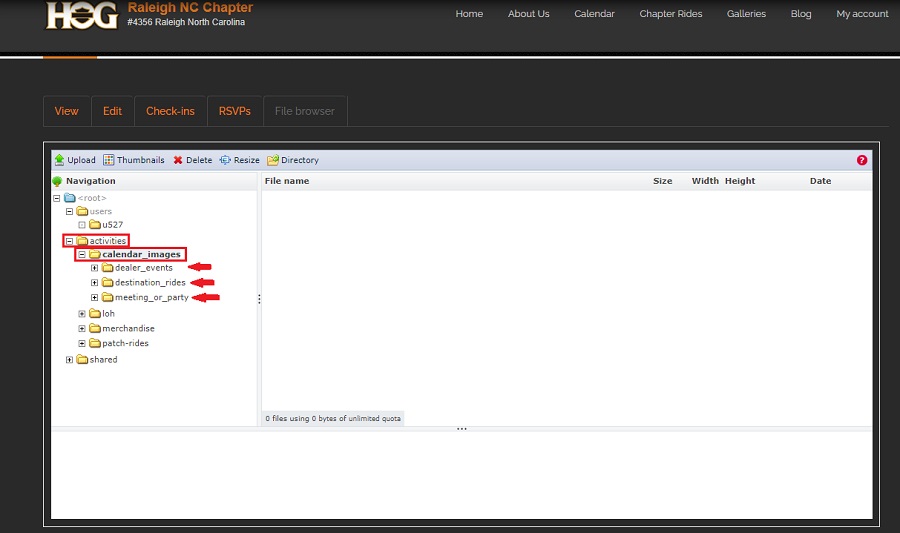 HOG
Raleigh NC Chapter
#4356 Raleigh North Carolina
Home About Us Calendar Chapter Rides Galleries Blog My account
View Edit Check-ins RSVPs File browser
Upload Thumbnails Delete Resize Directory ?
Navigation File name Size Width Height Date
<root>
users
u527
activities
calendar_images
dealer_events
destination_rides
meeting_or_party
loh
merchandise
patch-rides
shared
0 files using 0 bytes of unlimited quota